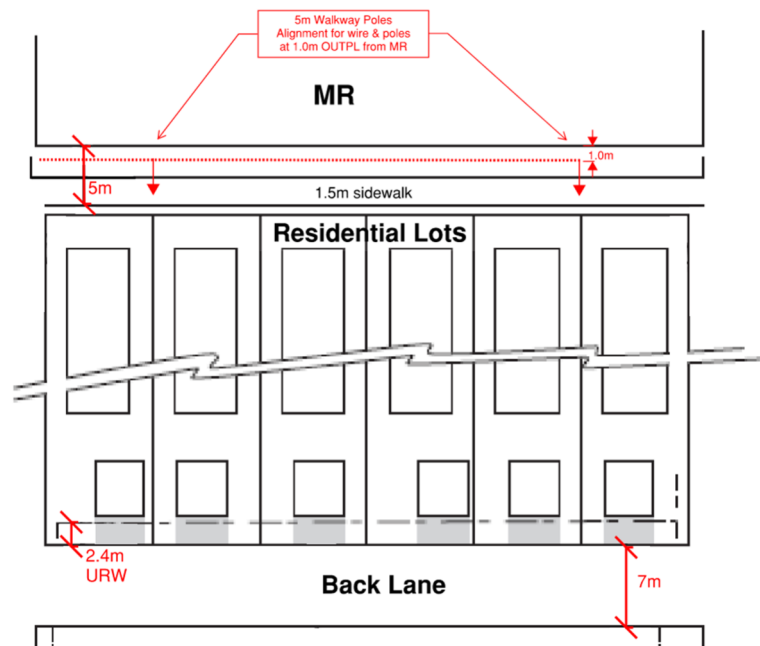 5m Walkway Poles
Alignment for wire & poles
at 1.0m OUTPL from MR
MR
1.0m
5m
1.5m sidewalk
Residential Lots
2.4m
URW
Back Lane
7m